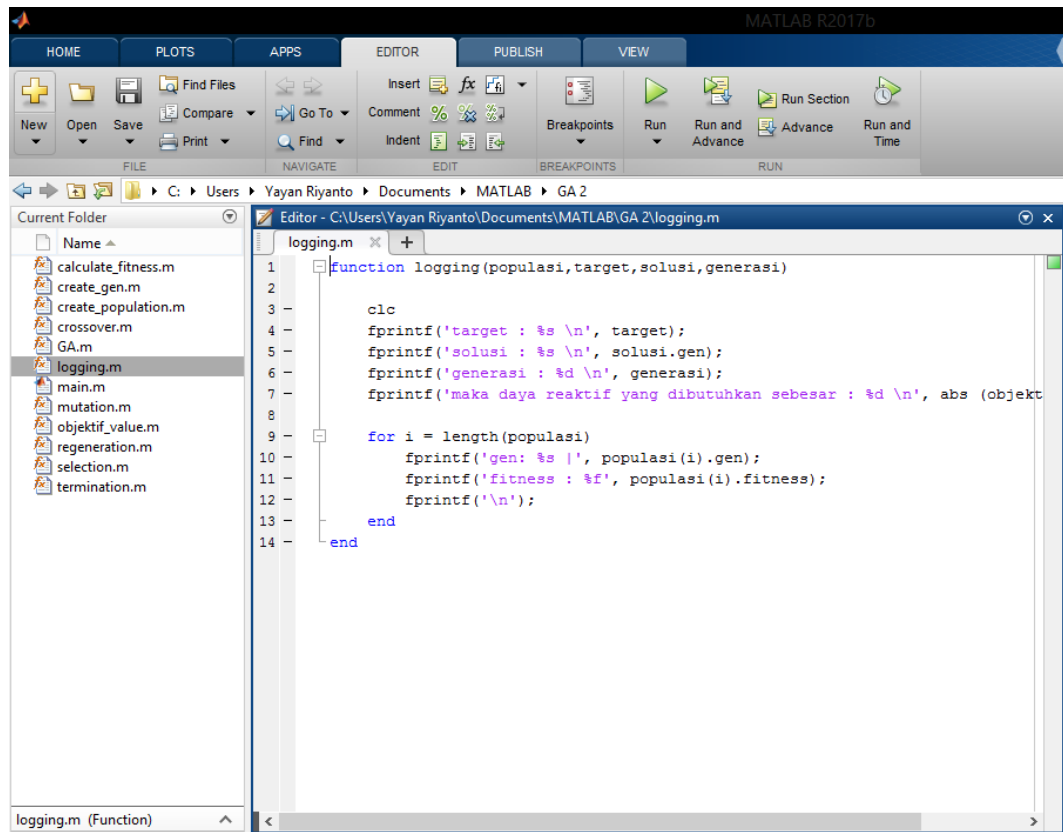 MATLAB R2017b
HOME PLOTS APPS EDITOR PUBLISH VIEW
New Open Save Find Files Compare Print
FILE
Go To Find
NAVIGATE
Insert fx
Comment
Indent
EDIT
Breakpoints
BREAKPOINTS
Run Run and Advance Run Section Advance Run and Time
RUN
C: Users Yayan Riyanto Documents MATLAB GA 2
Current Folder
Name
calculate_fitness.m
create_gen.m
create_population.m
crossover.m
GA.m
logging.m
main.m
mutation.m
objektif_value.m
regeneration.m
selection.m
termination.m
logging.m (Function)
Editor - C:\Users\Yayan Riyanto\Documents\MATLAB\GA 2\logging.m
logging.m
1 function logging(populasi,target,solusi,generasi)
2
3 – clc
4 – fprintf('target : %s \n', target);
5 – fprintf('solusi : %s \n', solusi.gen);
6 – fprintf('generasi : %d \n', generasi);
7 – fprintf('maka daya reaktif yang dibutuhkan sebesar : %d \n', abs (objekt
8
9 – for i = length(populasi)
10 – fprintf('gen: %s |', populasi(i).gen);
11 – fprintf('fitness : %f', populasi(i).fitness);
12 – fprintf('\n');
13 – end
14 – end